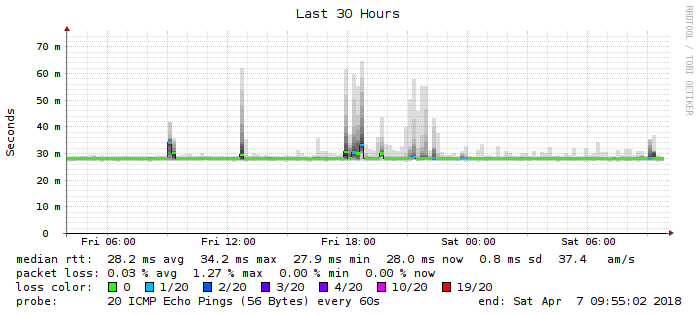 Last 30 Hours
RRDTOOL / TOBI OETIKER
Seconds
70 m
60 m
50 m
40 m
30 m
20 m
10 m
0
Fri 06:00 Fri 12:00 Fri 18:00 Sat 00:00 Sat 06:00
median rtt: 28.2 ms avg 34.2 ms max 27.9 ms min 28.0 ms now 0.8 ms sd 37.4 am/s
packet loss: 0.03 % avg 1.27 % max 0.00 % min 0.00 % now
loss color: 0 1/20 2/20 3/20 4/20 10/20 19/20
probe: 20 ICMP Echo Pings (56 Bytes) every 60s end: Sat Apr 7 09:55:02 2018